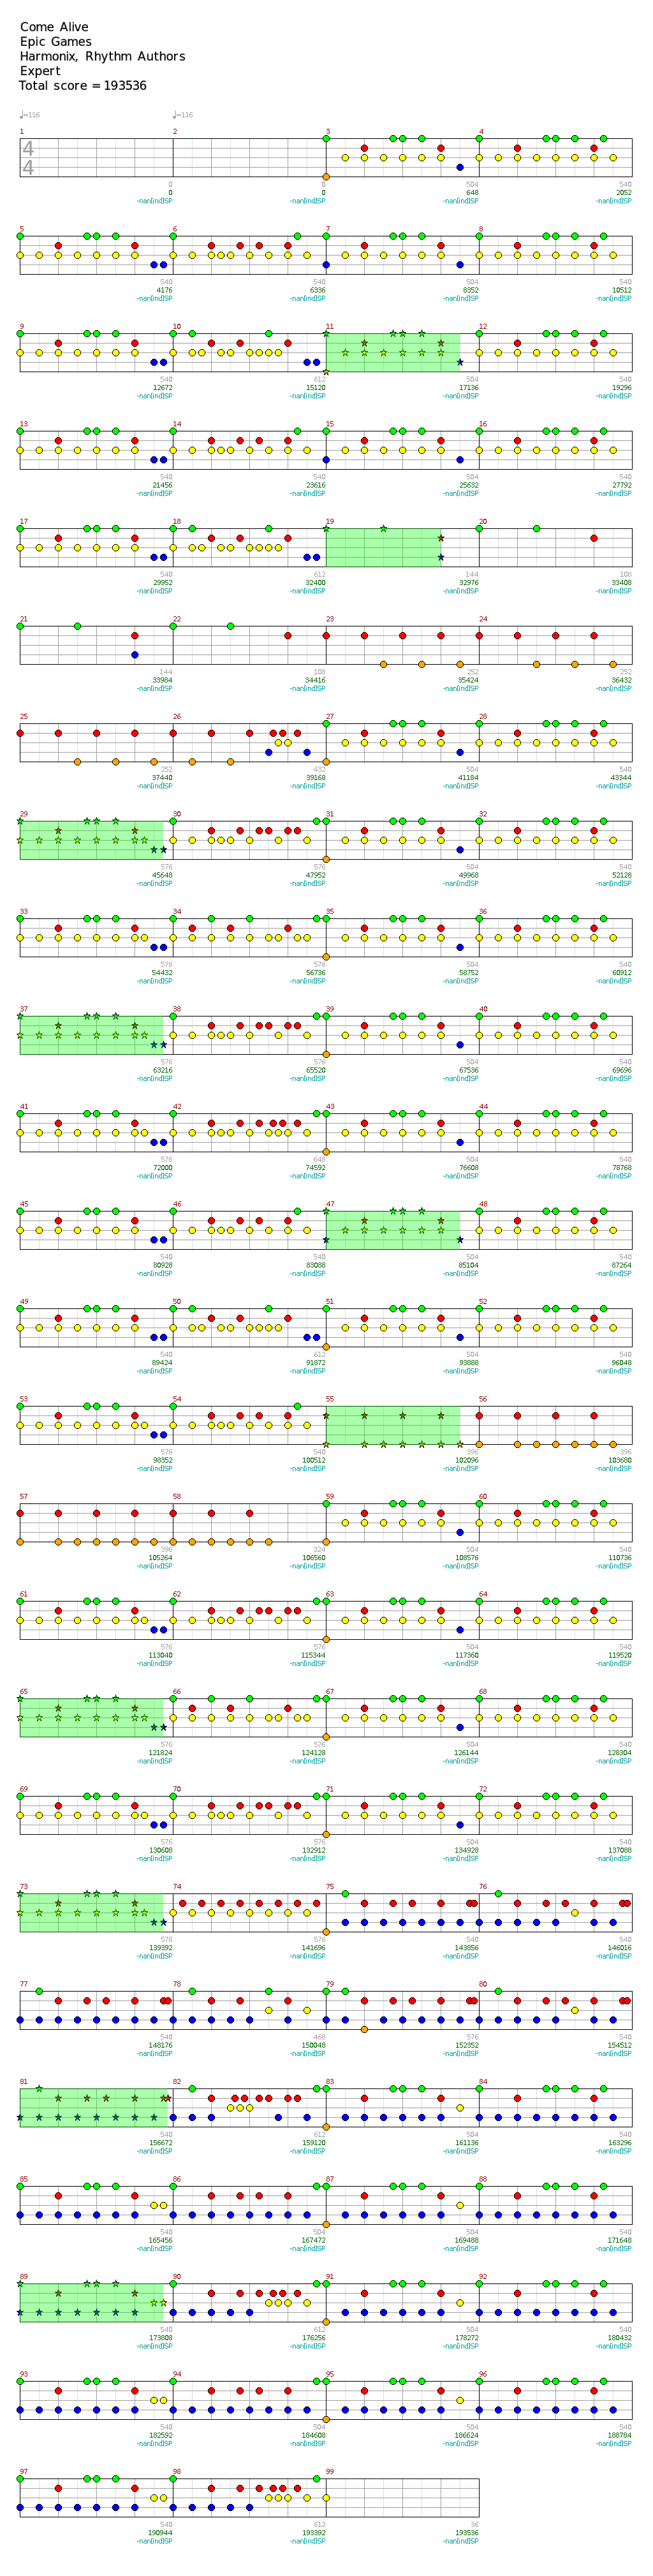 Come Alive
Epic Games
Harmonix, Rhythm Authors
Expert
Total score = 193536
♩=116 ♩=116
1 2 3 4
4
4
0 0 504 540
0 0 648 2052
-nan(ind)SP -nan(ind)SP -nan(ind)SP -nan(ind)SP
5 6 7 8
540 540 504 540
4176 6336 8352 10512
-nan(ind)SP -nan(ind)SP -nan(ind)SP -nan(ind)SP
9 10 11 12
540 612 504 540
12672 15120 17136 19296
-nan(ind)SP -nan(ind)SP -nan(ind)SP -nan(ind)SP
13 14 15 16
540 540 504 540
21456 23616 25632 27792
-nan(ind)SP -nan(ind)SP -nan(ind)SP -nan(ind)SP
17 18 19 20
540 612 144 108
29952 32400 32976 33408
-nan(ind)SP -nan(ind)SP -nan(ind)SP -nan(ind)SP
21 22 23 24
144 108 252 252
33984 34416 35424 36432
-nan(ind)SP -nan(ind)SP -nan(ind)SP -nan(ind)SP
25 26 27 28
252 432 504 540
37440 39168 41184 43344
-nan(ind)SP -nan(ind)SP -nan(ind)SP -nan(ind)SP
29 30 31 32
576 576 504 540
45648 47952 49968 52128
-nan(ind)SP -nan(ind)SP -nan(ind)SP -nan(ind)SP
33 34 35 36
576 576 504 540
54432 56736 58752 60912
-nan(ind)SP -nan(ind)SP -nan(ind)SP -nan(ind)SP
37 38 39 40
576 576 504 540
63216 65520 67536 69696
-nan(ind)SP -nan(ind)SP -nan(ind)SP -nan(ind)SP
41 42 43 44
576 648 504 540
72000 74592 76608 78768
-nan(ind)SP -nan(ind)SP -nan(ind)SP -nan(ind)SP
45 46 47 48
540 540 504 540
80928 83088 85104 87264
-nan(ind)SP -nan(ind)SP -nan(ind)SP -nan(ind)SP
49 50 51 52
540 612 504 540
89424 91872 93888 96048
-nan(ind)SP -nan(ind)SP -nan(ind)SP -nan(ind)SP
53 54 55 56
576 540 396 396
98352 100512 102096 103680
-nan(ind)SP -nan(ind)SP -nan(ind)SP -nan(ind)SP
57 58 59 60
396 324 504 540
105264 106560 108576 110736
-nan(ind)SP -nan(ind)SP -nan(ind)SP -nan(ind)SP
61 62 63 64
576 576 504 540
113040 115344 117360 119520
-nan(ind)SP -nan(ind)SP -nan(ind)SP -nan(ind)SP
65 66 67 68
576 576 504 540
121824 124128 126144 128304
-nan(ind)SP -nan(ind)SP -nan(ind)SP -nan(ind)SP
69 70 71 72
576 576 504 540
130608 132912 134928 137088
-nan(ind)SP -nan(ind)SP -nan(ind)SP -nan(ind)SP
73 74 75 76
576 576 540 540
139392 141696 143856 146016
-nan(ind)SP -nan(ind)SP -nan(ind)SP -nan(ind)SP
77 78 79 80
540 468 576 540
148176 150048 152352 154512
-nan(ind)SP -nan(ind)SP -nan(ind)SP -nan(ind)SP
81 82 83 84
540 612 504 540
156672 159120 161136 163296
-nan(ind)SP -nan(ind)SP -nan(ind)SP -nan(ind)SP
85 86 87 88
540 504 504 540
165456 167472 169488 171648
-nan(ind)SP -nan(ind)SP -nan(ind)SP -nan(ind)SP
89 90 91 92
540 612 504 540
173808 176256 178272 180432
-nan(ind)SP -nan(ind)SP -nan(ind)SP -nan(ind)SP
93 94 95 96
540 504 504 540
182592 184608 186624 188784
-nan(ind)SP -nan(ind)SP -nan(ind)SP -nan(ind)SP
97 98 99
540 612 36
190944 193392 193536
-nan(ind)SP -nan(ind)SP -nan(ind)SP